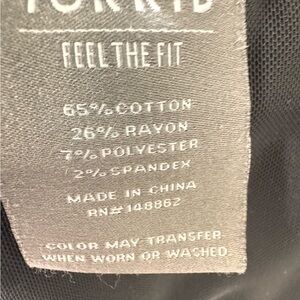 TORRID
FEEL THE FIT
65% COTTON
26% RAYON
7% POLYESTER
2% SPANDEX
MADE IN CHINA
RN# 148862
COLOR MAY TRANSFER
WHEN WORN OR WASHED